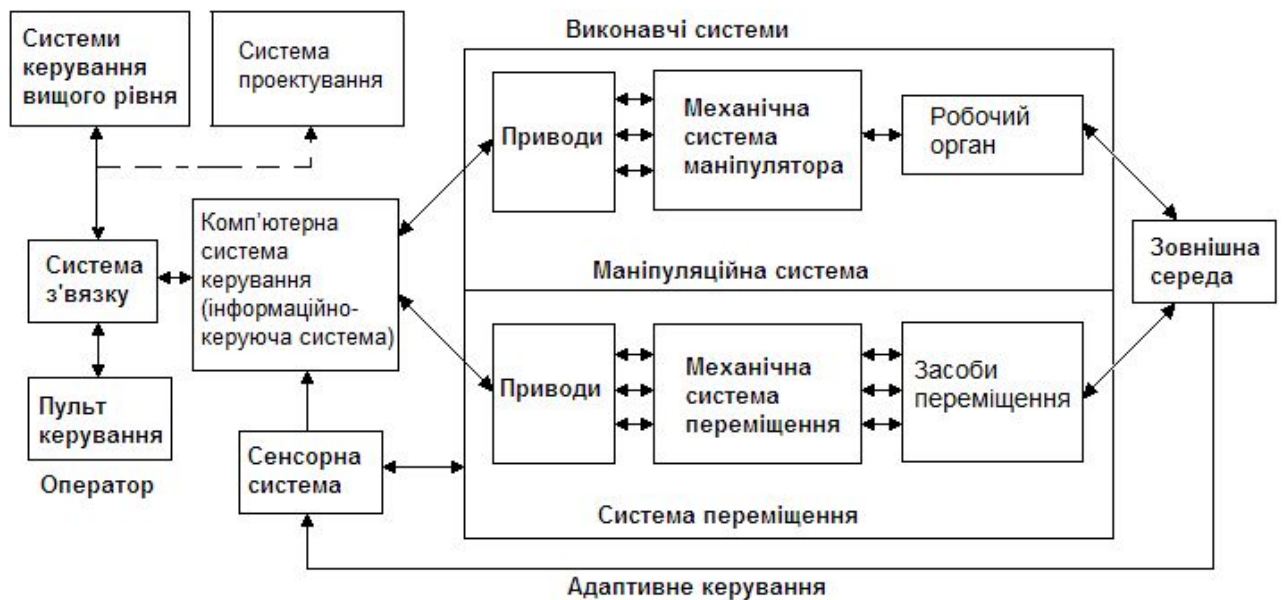 Системи
керування
вищого рівня
Система
проектування
Виконавчі системи
Приводи
Механічна
система
маніпулятора
Робочий
орган
Комп’ютерна
система
керування
(інформаційно-
керуюча система)
Система
з'вязку
Маніпуляційна система
Зовнішна
середа
Пульт
керування
Оператор
Приводи
Механічна
система
переміщення
Засоби
переміщення
Сенсорна
система
Система переміщення
Адаптивне керування